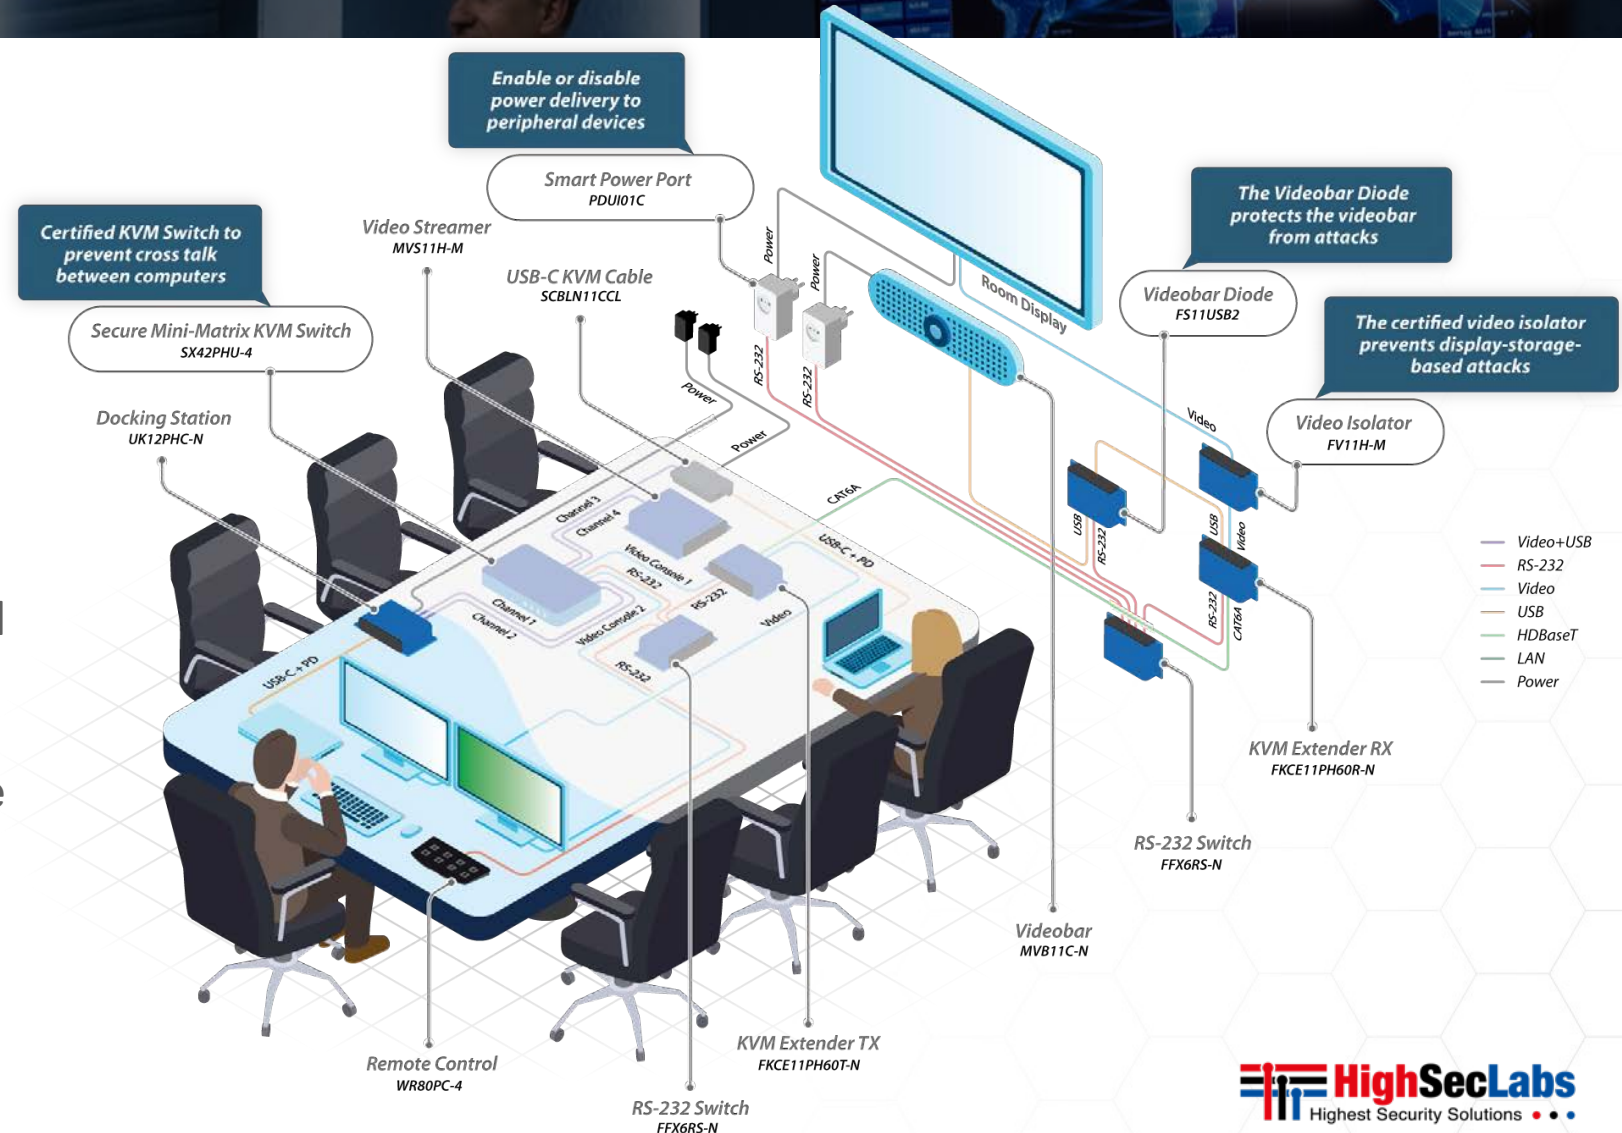 Enable or disable
power delivery to
peripheral devices
Smart Power Port
PDUI01C
Certified KVM Switch to
prevent cross talk
between computers
Secure Mini-Matrix KVM Switch
SX42PHU-4
Video Streamer
MVS11H-M
USB-C KVM Cable
SCBLN11CCL
Docking Station
UK12PHC-N
The Videobar Diode
protects the videobar
from attacks
Videobar Diode
FS11USB2
The certified video isolator
prevents display-storage-
based attacks
Video Isolator
FV11H-M
Room Display
Power
Power
RS-232
RS-232
Power
Power
Video
CAT6A
USB
RS-232
USB
Video
RS-232
CAT6A
Channel 3
Channel 4
Video Console 1
RS-232
Channel 1
Channel 2
Video Console 2
RS-232
Video
USB-C + PD
RS-232
USB-C + PD
Video+USB
RS-232
Video
USB
HDBaseT
LAN
Power
KVM Extender RX
FKCE11PH60R-N
RS-232 Switch
FFX6RS-N
Videobar
MVB11C-N
KVM Extender TX
FKCE11PH60T-N
Remote Control
WR80PC-4
RS-232 Switch
FFX6RS-N
HighSecLabs
Highest Security Solutions